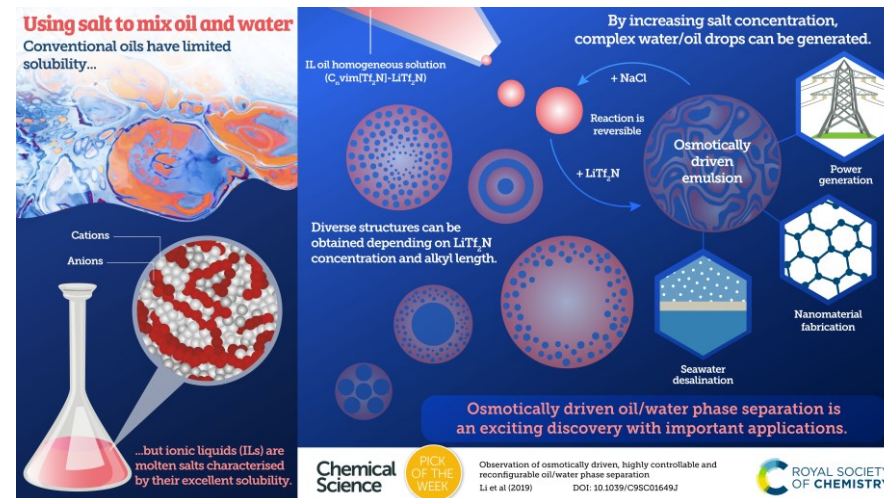 Using salt to mix oil and water
Conventional oils have limited
solubility...
Cations
Anions
...but ionic liquids (ILs) are
molten salts characterised
by their excellent solubility.
IL oil homogeneous solution
(Cnvim[Tf2N]-LiTf2N)
By increasing salt concentration,
complex water/oil drops can be generated.
+ NaCl
Reaction is
reversible
+ LiTf2N
Osmotically
driven
emulsion
Power
generation
Diverse structures can be
obtained depending on LiTf2N
concentration and alkyl length.
Nanomaterial
fabrication
Seawater
desalination
Osmotically driven oil/water phase separation is
an exciting discovery with important applications.
Chemical
Science
PICK
OF THE
WEEK
Observation of osmotically driven, highly controllable and
reconfigurable oil/water phase separation
Li et al (2019) DOI: 10.1039/C9SC01649J
ROYAL SOCIETY
OF CHEMISTRY